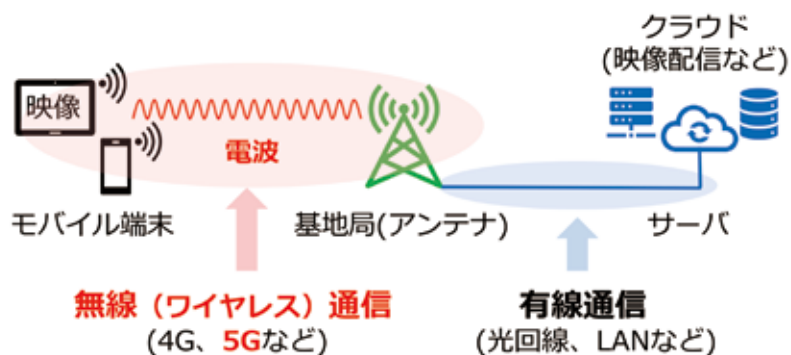 クラウド
(映像配信など)
映像
電波
モバイル端末
基地局(アンテナ)
サーバ
無線（ワイヤレス）通信
(4G、5Gなど)
有線通信
(光回線、LANなど)